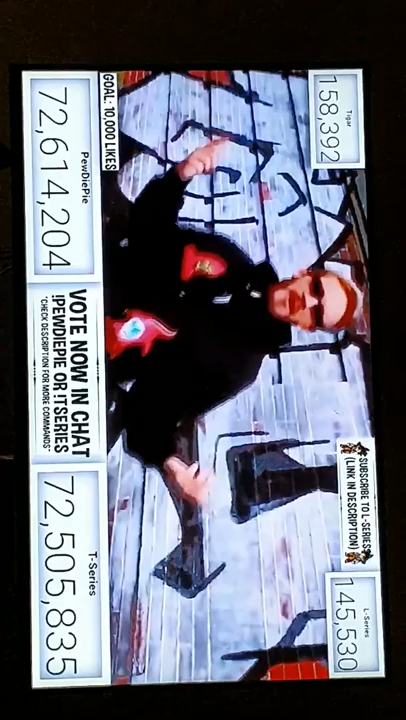 Tigar
158,392
SUBSCRIBE TO L-SERIES
(LINK IN DESCRIPTION)
L-Series
145,530
GOAL: 10,000 LIKES
PewDiePie
72,614,204
VOTE NOW IN CHAT
!PEWDIEPIE OR !TSERIES
*CHECK DESCRIPTION FOR MORE COMMANDS*
T-Series
72,505,835